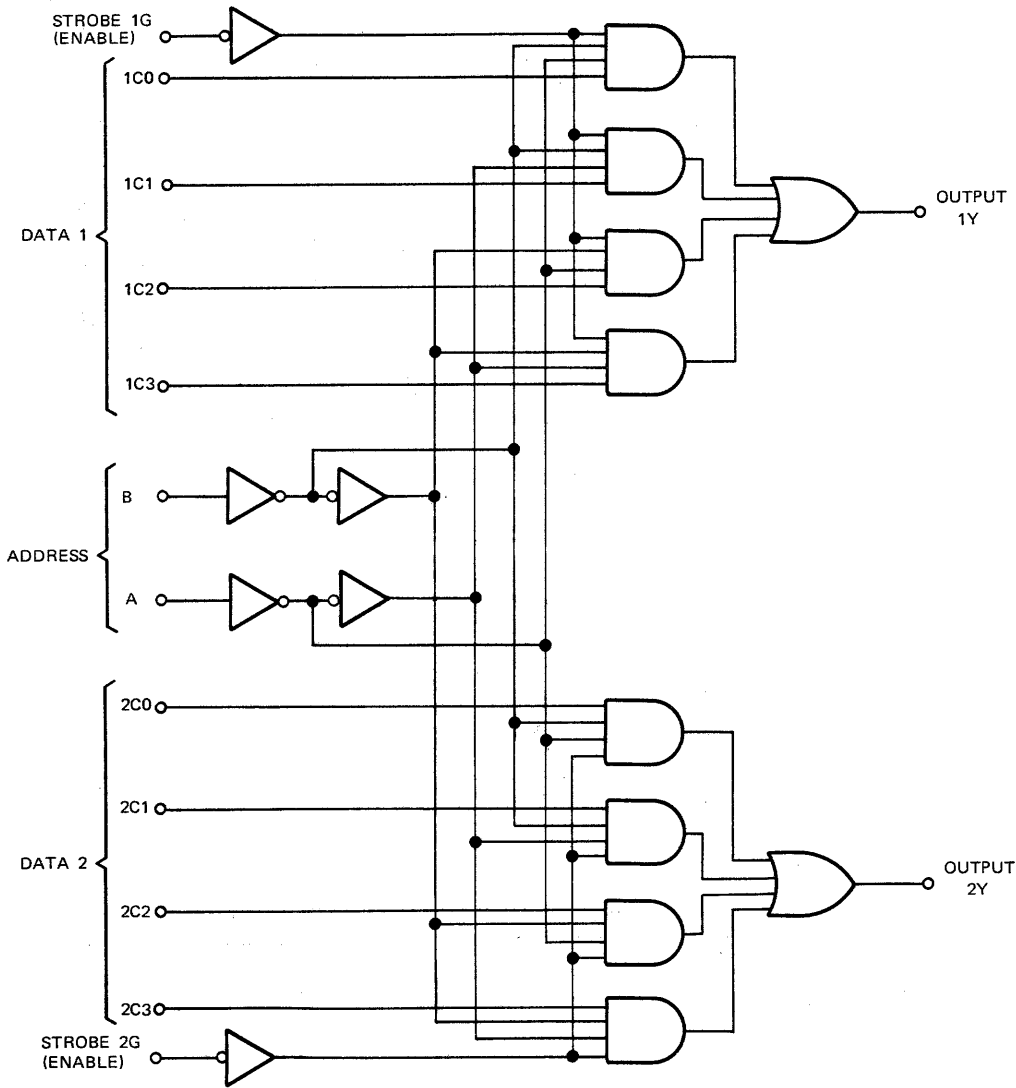 STROBE 1G
(ENABLE)
1C0
1C1
DATA 1
1C2
1C3
OUTPUT
1Y
B
ADDRESS
A
2C0
2C1
DATA 2
2C2
2C3
STROBE 2G
(ENABLE)
OUTPUT
2Y